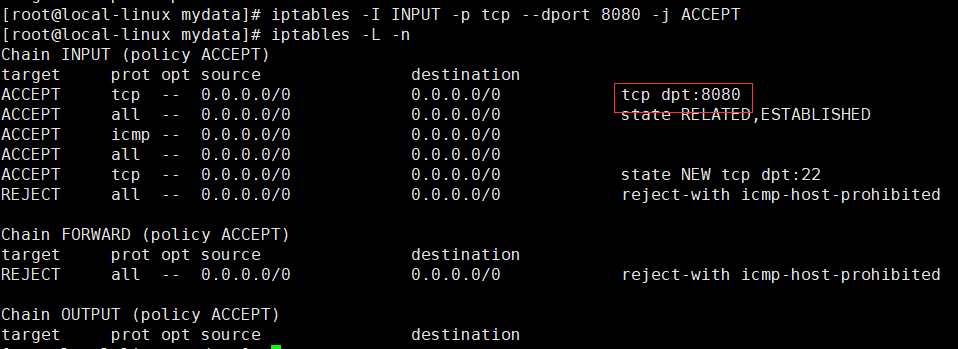 [root@local-linux mydata]# iptables -I INPUT -p tcp --dport 8080 -j ACCEPT
[root@local-linux mydata]# iptables -L -n
Chain INPUT (policy ACCEPT)
target     prot opt source               destination
ACCEPT     tcp  --  0.0.0.0/0            0.0.0.0/0            tcp dpt:8080
ACCEPT     all  --  0.0.0.0/0            0.0.0.0/0            state RELATED,ESTABLISHED
ACCEPT     icmp --  0.0.0.0/0            0.0.0.0/0
ACCEPT     all  --  0.0.0.0/0            0.0.0.0/0
ACCEPT     tcp  --  0.0.0.0/0            0.0.0.0/0            state NEW tcp dpt:22
REJECT     all  --  0.0.0.0/0            0.0.0.0/0            reject-with icmp-host-prohibited

Chain FORWARD (policy ACCEPT)
target     prot opt source               destination
REJECT     all  --  0.0.0.0/0            0.0.0.0/0            reject-with icmp-host-prohibited

Chain OUTPUT (policy ACCEPT)
target     prot opt source               destination